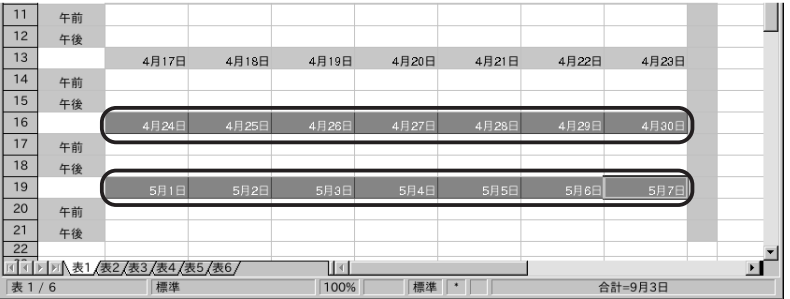 11 午前
12 午後
13 4月17日 4月18日 4月19日 4月20日 4月21日 4月22日 4月23日
14 午前
15 午後
16 4月24日 4月25日 4月26日 4月27日 4月28日 4月29日 4月30日
17 午前
18 午後
19 5月1日 5月2日 5月3日 5月4日 5月5日 5月6日 5月7日
20 午前
21 午後
22
表1 表2 表3 表4 表5 表6
表 1 / 6 標準 100% 標準 * 合計=9月3日